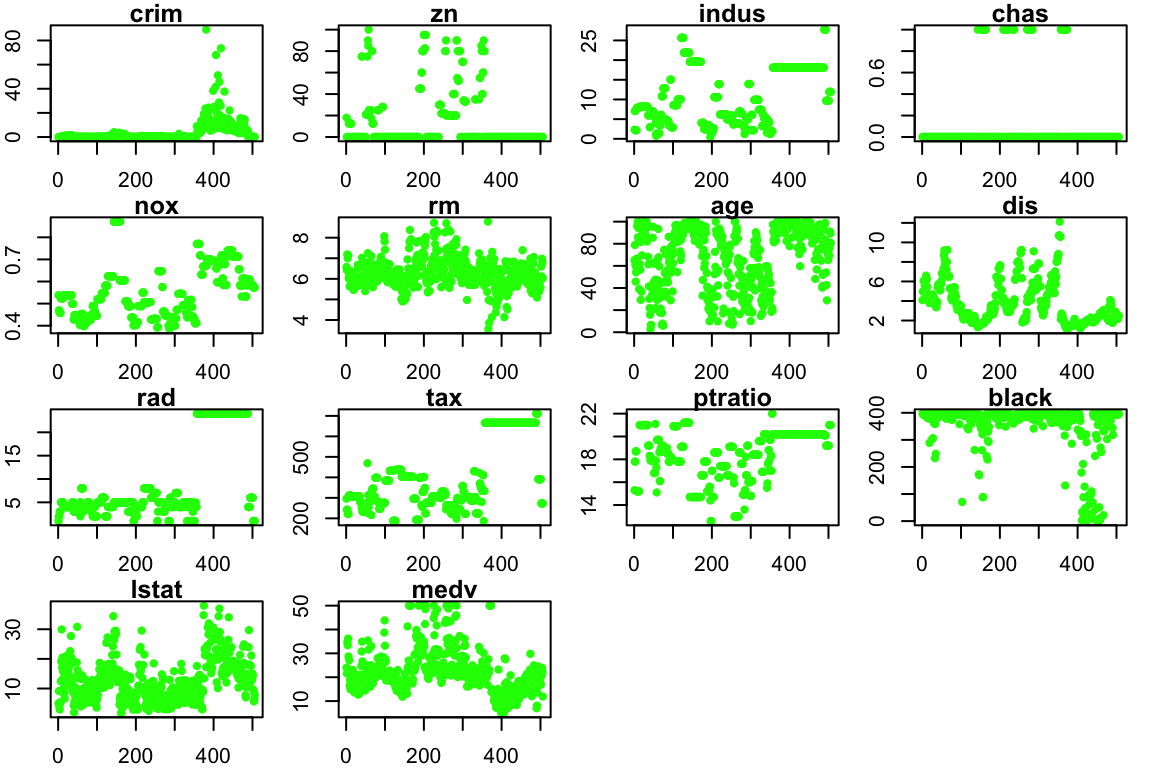 crim zn indus chas
80 40 0
80 40 0
25 10 0
0.6 0.0
0 200 400 0 200 400 0 200 400 0 200 400
nox rm age dis
0.7 0.4
8 6 4
80 40 0
10 6 2
0 200 400 0 200 400 0 200 400 0 200 400
rad tax ptratio black
15 5
500 200
22 18 14
400 200 0
0 200 400 0 200 400 0 200 400 0 200 400
lstat medv
30 10
50 30 10
0 200 400 0 200 400